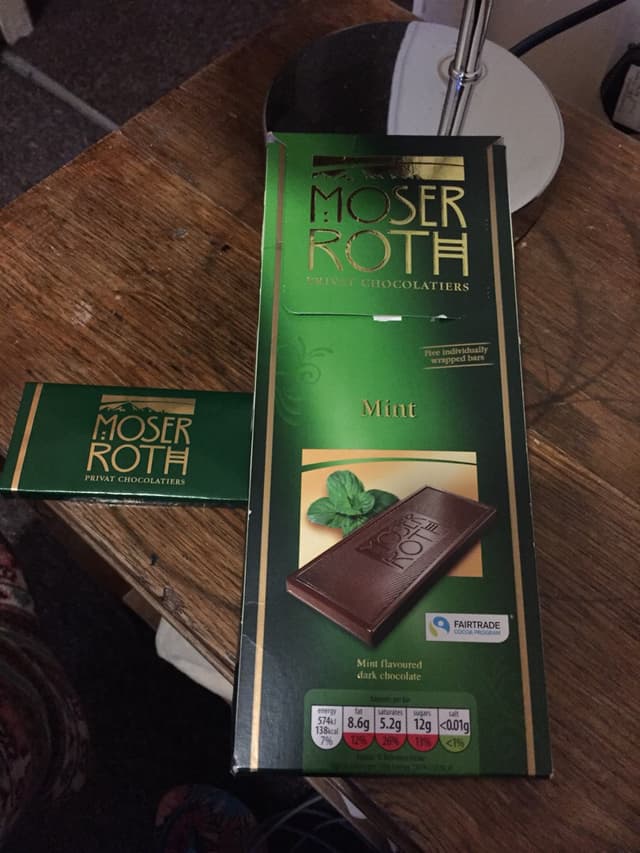 MOSER
ROTH
PRIVAT CHOCOLATIERS
Five individually
wrapped bars
Mint
MOSER
ROTH
FAIRTRADE
COCOA PROGRAM
Mint flavoured
dark chocolate
energy
574kJ
138kcal
7%
fat
8.6g
12%
saturates
5.2g
26%
sugars
12g
13%
salt
<0.01g
<1%
MOSER
ROTH
PRIVAT CHOCOLATIERS